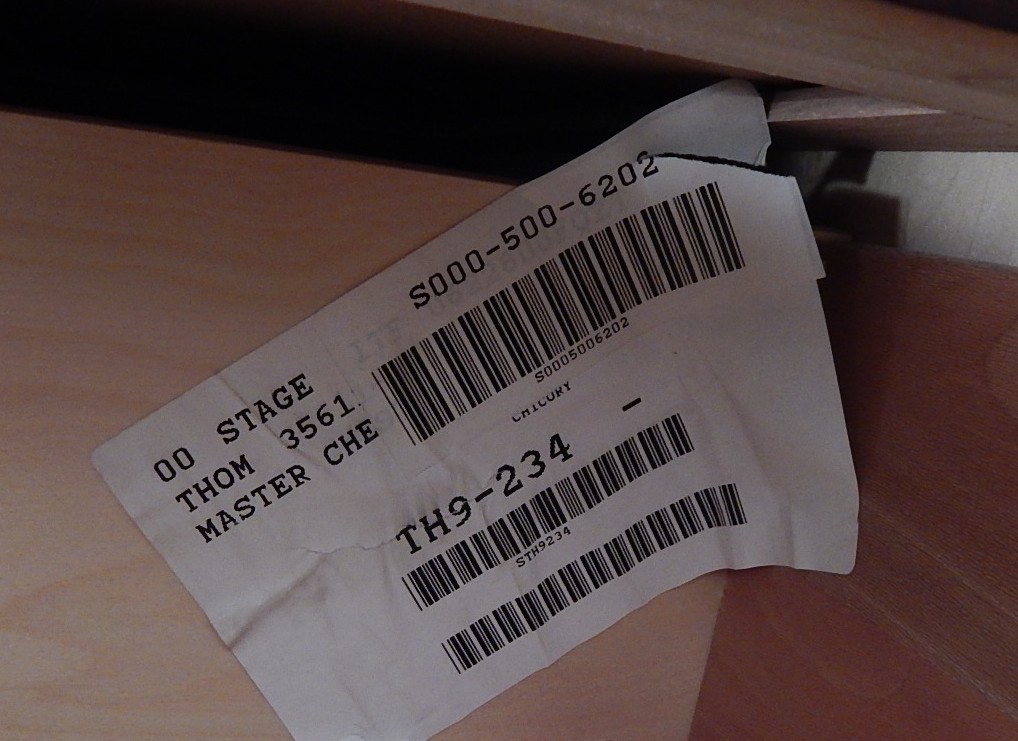 S000-500-6202
S0005006202
00 STAGE
THOM 3561
MASTER CHE
CHICORY
TH9-234 -
STH9234